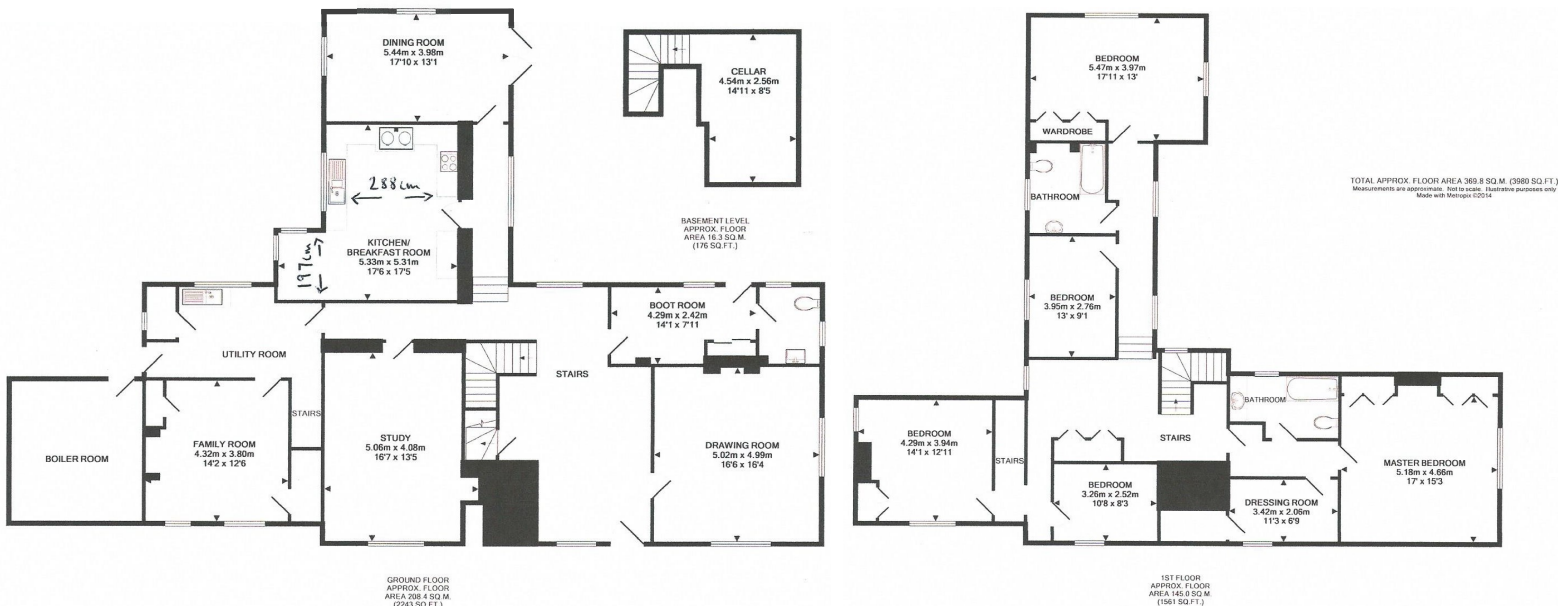 DINING ROOM
5.44m x 3.98m
17'10 x 13'1
288cm
197cm
KITCHEN/
BREAKFAST ROOM
5.33m x 5.31m
17'6 x 17'5
UTILITY ROOM
BOILER ROOM
FAMILY ROOM
4.32m x 3.80m
14'2 x 12'6
STAIRS
STUDY
5.06m x 4.08m
16'7 x 13'5
STAIRS
BOOT ROOM
4.29m x 2.42m
14'1 x 7'11
DRAWING ROOM
5.02m x 4.99m
16'6 x 16'4
GROUND FLOOR
APPROX. FLOOR
AREA 208.4 SQ.M.
(2243 SQ.FT.)
CELLAR
4.54m x 2.56m
14'11 x 8'5
BASEMENT LEVEL
APPROX. FLOOR
AREA 16.3 SQ.M.
(176 SQ.FT.)
BEDROOM
5.47m x 3.97m
17'11 x 13'
WARDROBE
BATHROOM
BEDROOM
3.95m x 2.76m
13' x 9'1
BEDROOM
4.29m x 3.94m
14'1 x 12'11
STAIRS
STAIRS
BEDROOM
3.26m x 2.52m
10'8 x 8'3
BATHROOM
DRESSING ROOM
3.42m x 2.06m
11'3 x 6'9
MASTER BEDROOM
5.18m x 4.66m
17' x 15'3
1ST FLOOR
APPROX. FLOOR
AREA 145.0 SQ.M.
(1561 SQ.FT.)
TOTAL APPROX. FLOOR AREA 369.8 SQ.M. (3980 SQ.FT.)
Measurements are approximate. Not to scale. Illustrative purposes only
Made with Metropix ©2014